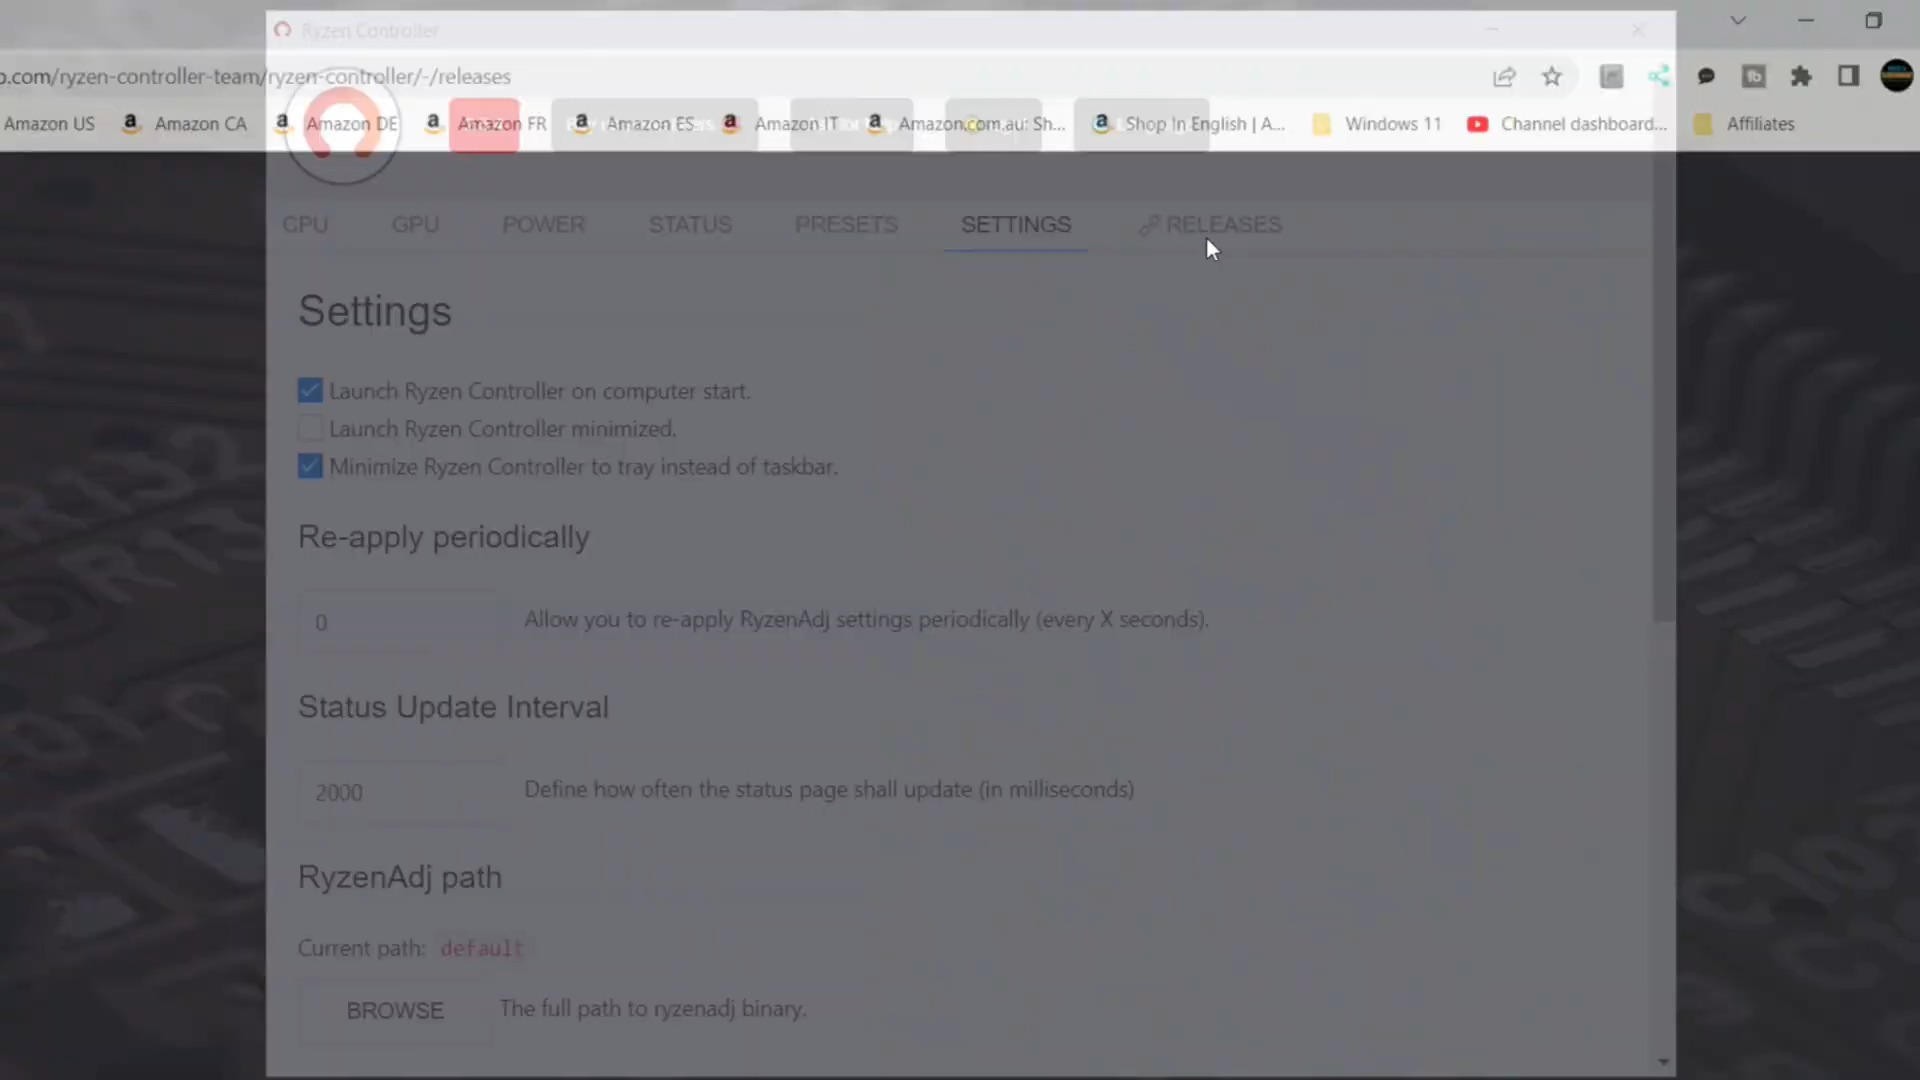 Ryzen Controller
o.com/ryzen-controller-team/ryzen-controller/-/releases
Amazon US Amazon CA Amazon DE Amazon FR Amazon ES Amazon IT Amazon.com.au: Sh... Shop In English | A... Windows 11 Channel dashboard... Affiliates
CPU GPU POWER STATUS PRESETS SETTINGS RELEASES
Settings
Launch Ryzen Controller on computer start.
Launch Ryzen Controller minimized.
Minimize Ryzen Controller to tray instead of taskbar.
Re-apply periodically
0 Allow you to re-apply RyzenAdj settings periodically (every X seconds).
Status Update Interval
2000 Define how often the status page shall update (in milliseconds)
RyzenAdj path
Current path: default
BROWSE The full path to ryzenadj binary.